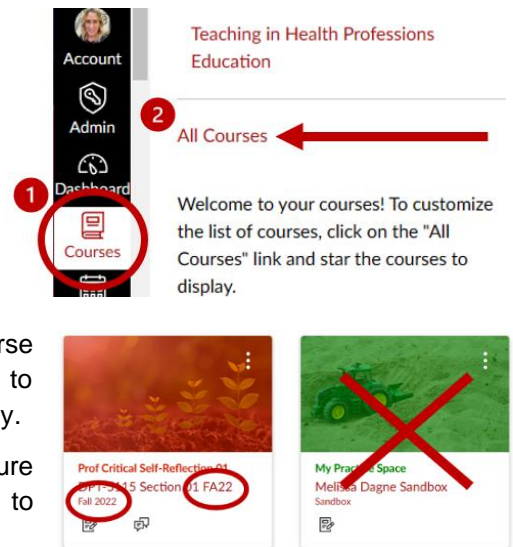 Account
Admin
Dashboard
Courses
1
2
Teaching in Health Professions
Education
All Courses
Welcome to your courses! To customize
the list of courses, click on the "All
Courses" link and star the courses to
display.
rse
to
y.
ure
to
Prof Critical Self-Reflection 01
DPT-5115 Section 01 FA22
Fall 2022
My Practice Space
Melissa Dagne Sandbox
Sandbox